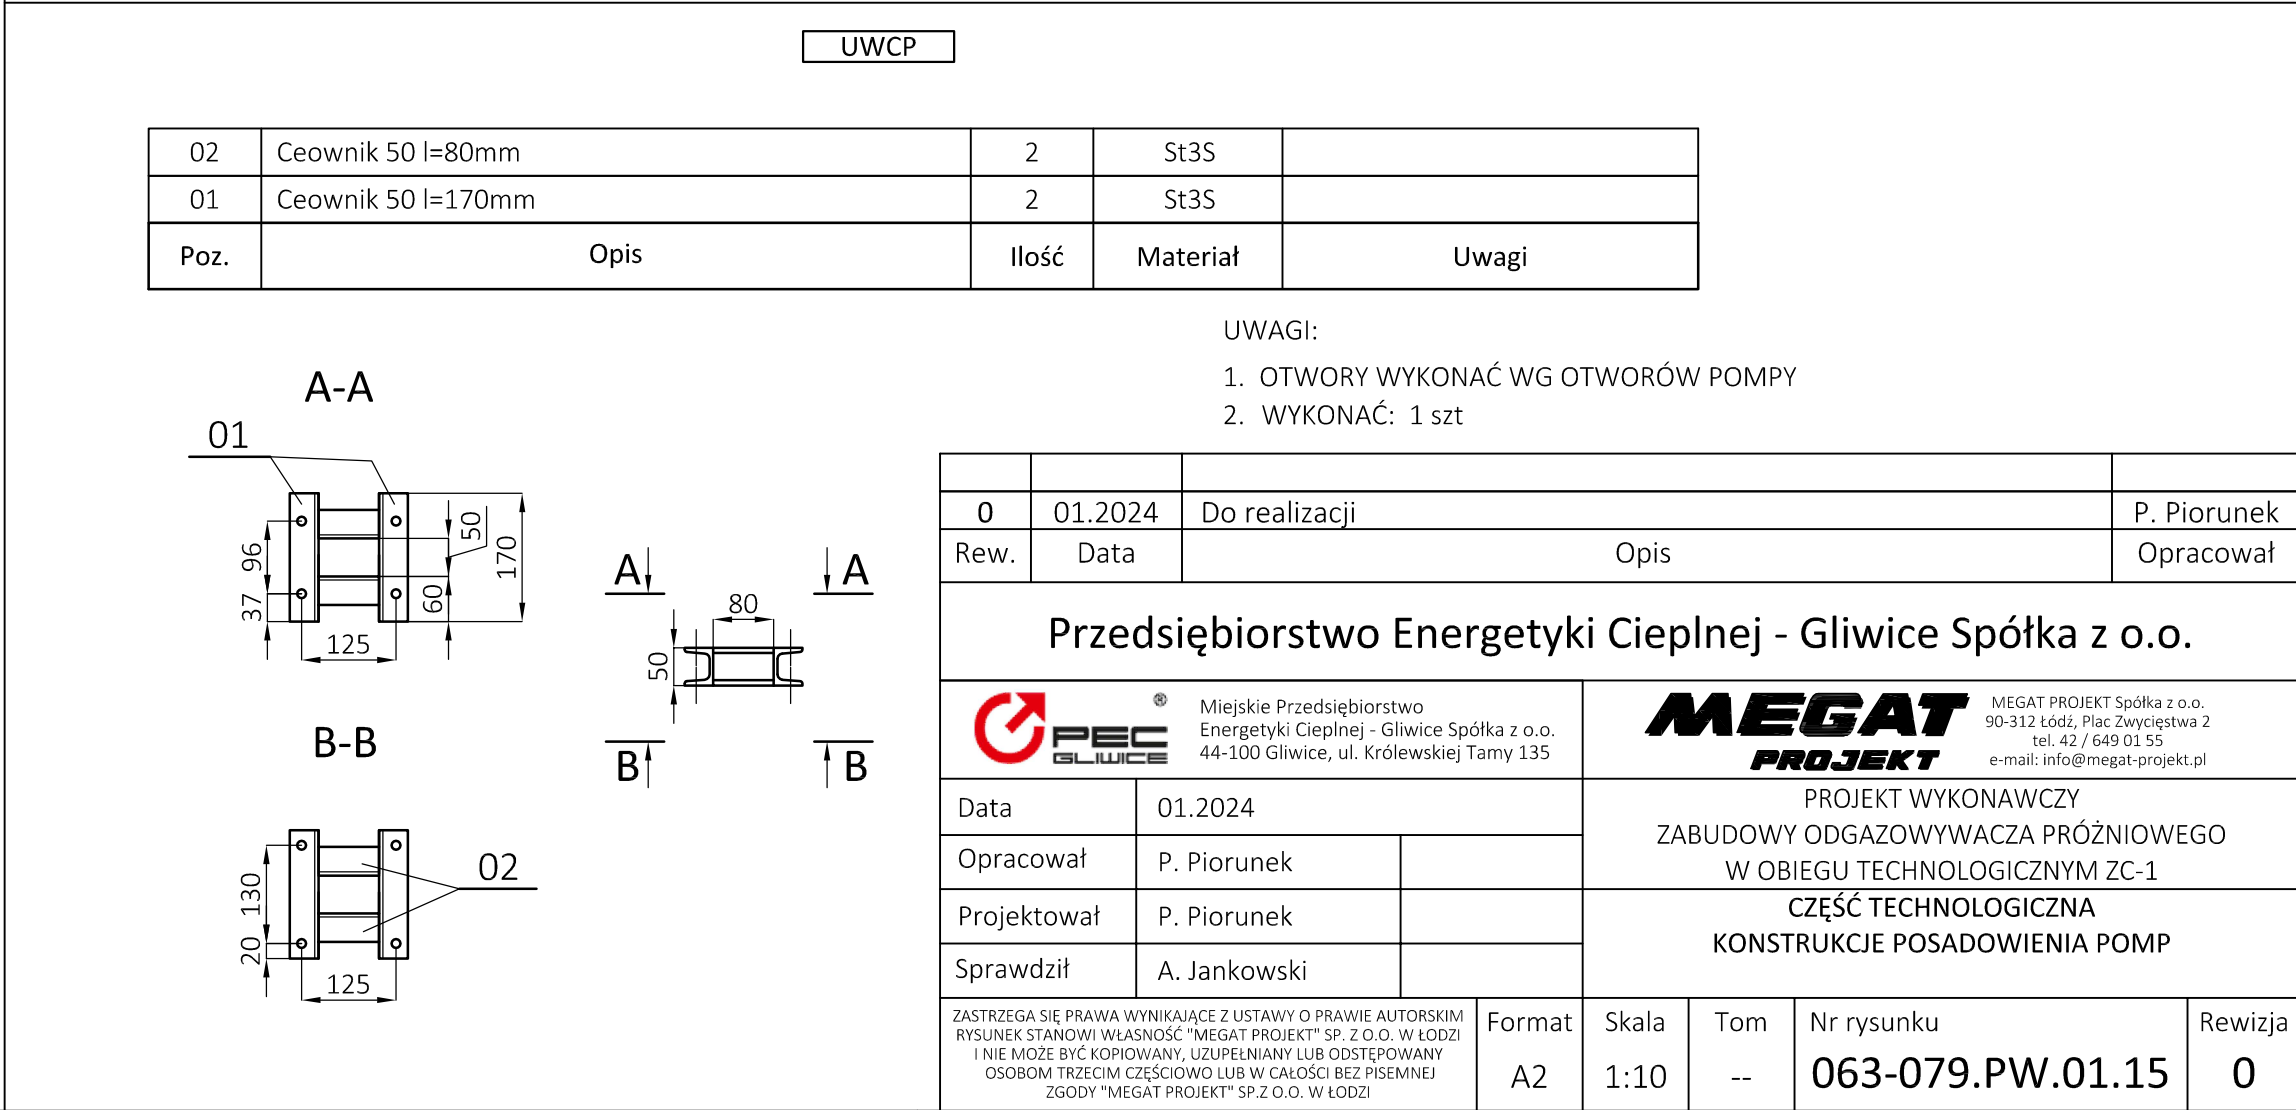 UWCP
02 Ceownik 50 l=80mm 2 St3S
01 Ceownik 50 l=170mm 2 St3S
Poz. Opis Ilość Materiał Uwagi
UWAGI:
1. OTWORY WYKONAĆ WG OTWORÓW POMPY
2. WYKONAĆ: 1 szt
A-A
01
96
37
125
50
170
60
A A
80
50
B B
B-B
02
130
20
125
0 01.2024 Do realizacji P. Piorunek
Rew. Data Opis Opracował
Przedsiębiorstwo Energetyki Cieplnej - Gliwice Spółka z o.o.
PEC
GLIWICE
®
Miejskie Przedsiębiorstwo
Energetyki Cieplnej - Gliwice Spółka z o.o.
44-100 Gliwice, ul. Królewskiej Tamy 135
MEGAT
PROJEKT
MEGAT PROJEKT Spółka z o.o.
90-312 Łódź, Plac Zwycięstwa 2
tel. 42 / 649 01 55
e-mail: info@megat-projekt.pl
Data 01.2024
Opracował P. Piorunek
Projektował P. Piorunek
Sprawdził A. Jankowski
PROJEKT WYKONAWCZY
ZABUDOWY ODGAZOWYWACZA PRÓŻNIOWEGO
W OBIEGU TECHNOLOGICZNYM ZC-1
CZĘŚĆ TECHNOLOGICZNA
KONSTRUKCJE POSADOWIENIA POMP
ZASTRZEGA SIĘ PRAWA WYNIKAJĄCE Z USTAWY O PRAWIE AUTORSKIM
RYSUNEK STANOWI WŁASNOŚĆ "MEGAT PROJEKT" SP. Z O.O. W ŁODZI
I NIE MOŻE BYĆ KOPIOWANY, UZUPEŁNIANY LUB ODSTĘPOWANY
OSOBOM TRZECIM CZĘŚCIOWO LUB W CAŁOŚCI BEZ PISEMNEJ
ZGODY "MEGAT PROJEKT" SP.Z O.O. W ŁODZI
Format Skala Tom Nr rysunku Rewizja
A2 1:10 -- 063-079.PW.01.15 0